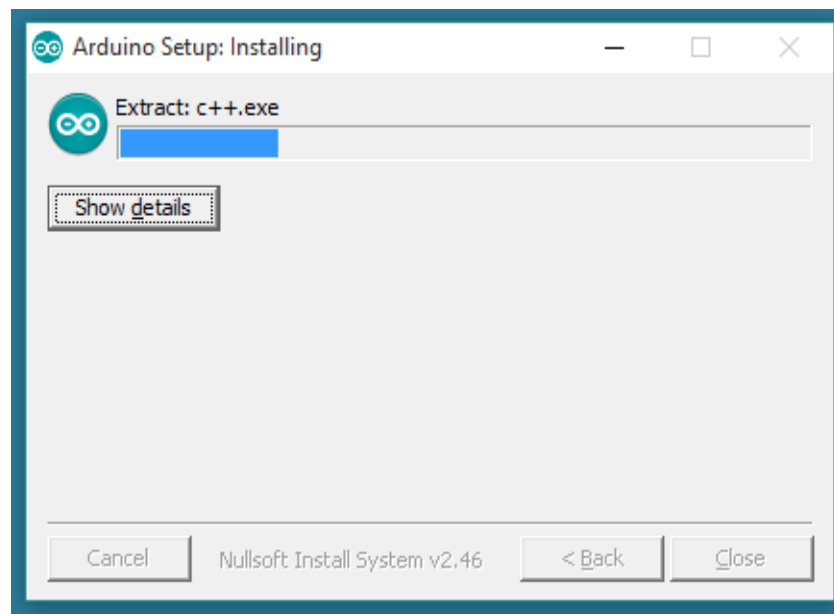 Arduino Setup: Installing
Extract: c++.exe
Show details
Cancel
Nullsoft Install System v2.46
< Back
Close